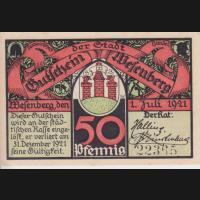 der Stadt
Gutschein Wesenberg
Wesenberg, den 1. Juli 1921
Dieser Gutschein
wird an der städ-
tischen Kasse einge-
löst, er verliert am
31. Dezember 1921
seine Gültigkeit.
50
Pfennig
Der Rat: